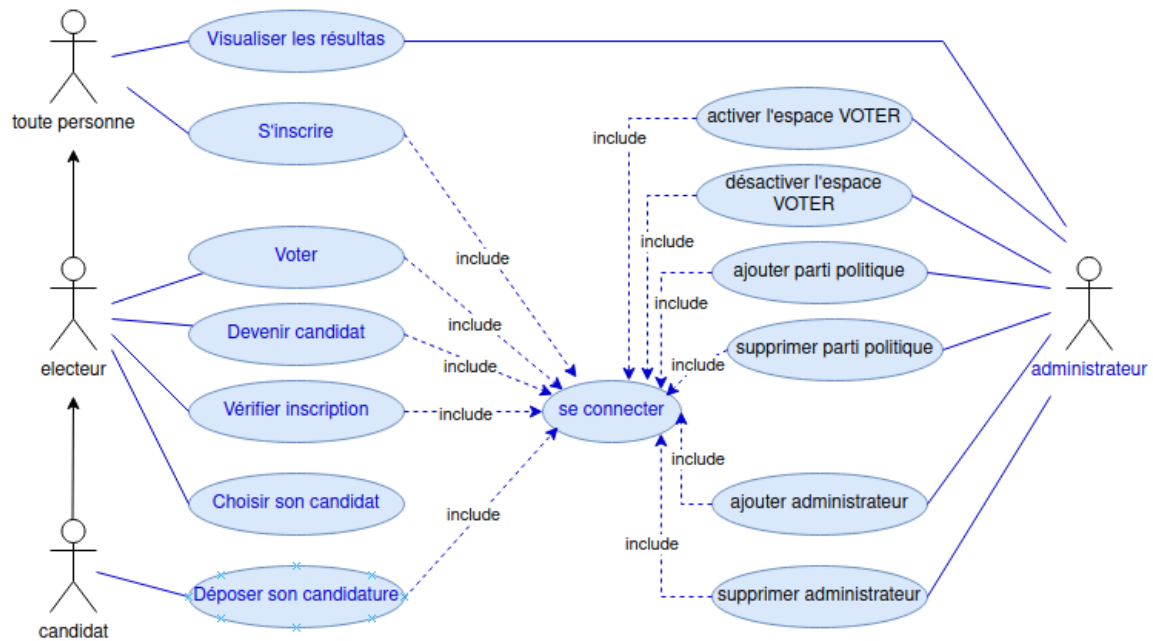 Visualiser les résultas
toute personne
S'inscrire
include
activer l'espace VOTER
include
désactiver l'espace
VOTER
include
Voter
include
ajouter parti politique
include
Devenir candidat
include
supprimer parti politique
include
electeur
administrateur
Vérifier inscription
include
se connecter
include
Choisir son candidat
include
ajouter administrateur
include
Déposer son candidature
supprimer administrateur
candidat